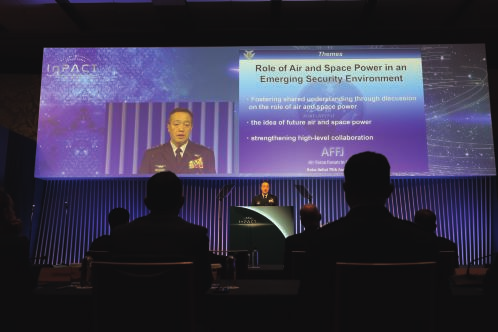 InPACT
Themes
Role of Air and Space Power in an
Emerging Security Environment
・Fostering shared understanding through discussion
on the role of air and space power
・the idea of future air and space power
・strengthening high-level collaboration
AFFJ